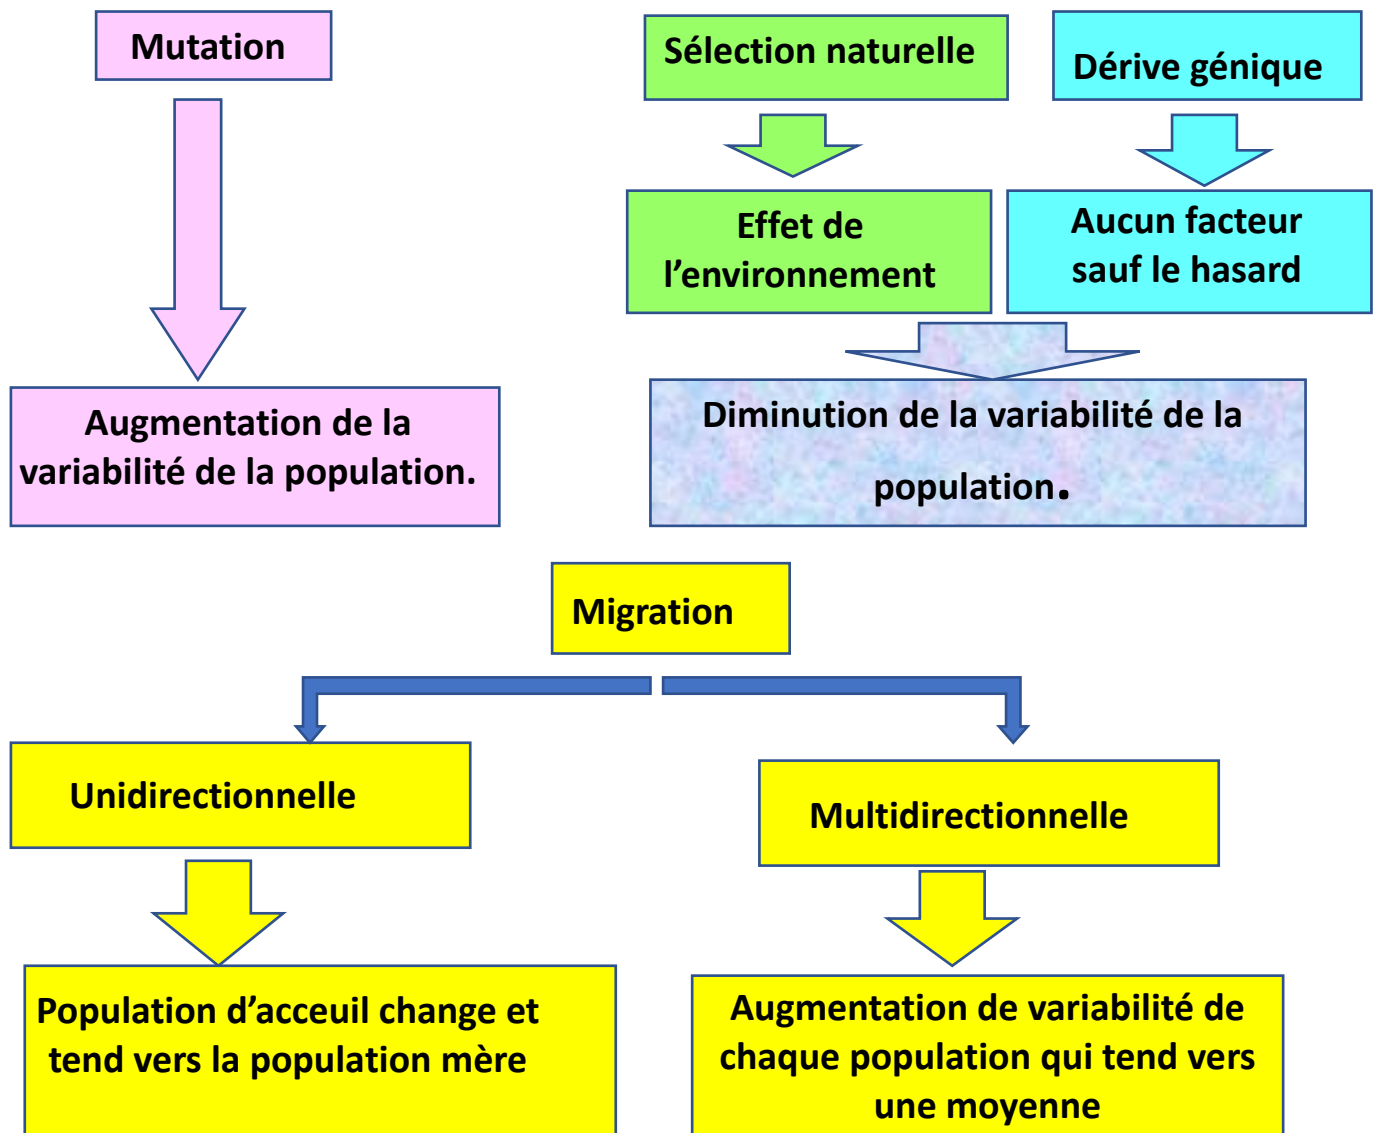 Mutation
Sélection naturelle
Dérive génique
Effet de
l’environnement
Aucun facteur
sauf le hasard
Augmentation de la
variabilité de la population.
Diminution de la variabilité de la
population.
Migration
Unidirectionnelle
Multidirectionnelle
Population d’acceuil change et
tend vers la population mère
Augmentation de variabilité de
chaque population qui tend vers
une moyenne